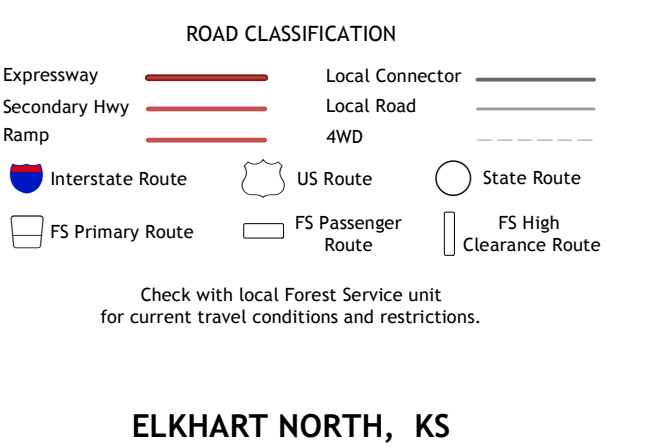 ROAD CLASSIFICATION
Expressway
Local Connector
Secondary Hwy
Local Road
Ramp
4WD
Interstate Route
US Route
State Route
FS Primary Route
FS Passenger
Route
FS High
Clearance Route
Check with local Forest Service unit
for current travel conditions and restrictions.
ELKHART NORTH, KS